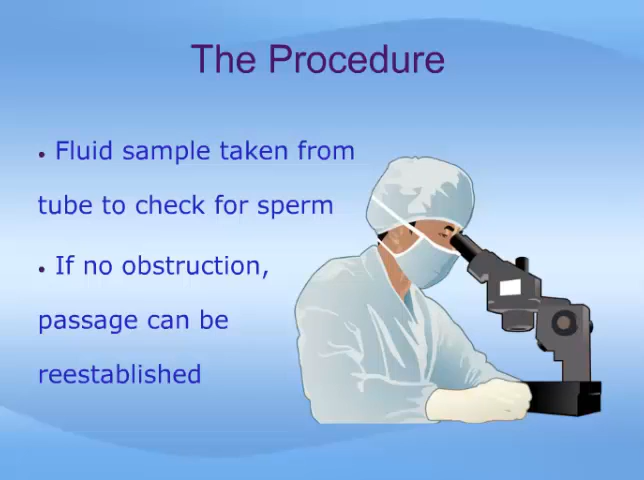 The Procedure
• Fluid sample taken from
tube to check for sperm
• If no obstruction,
passage can be
reestablished